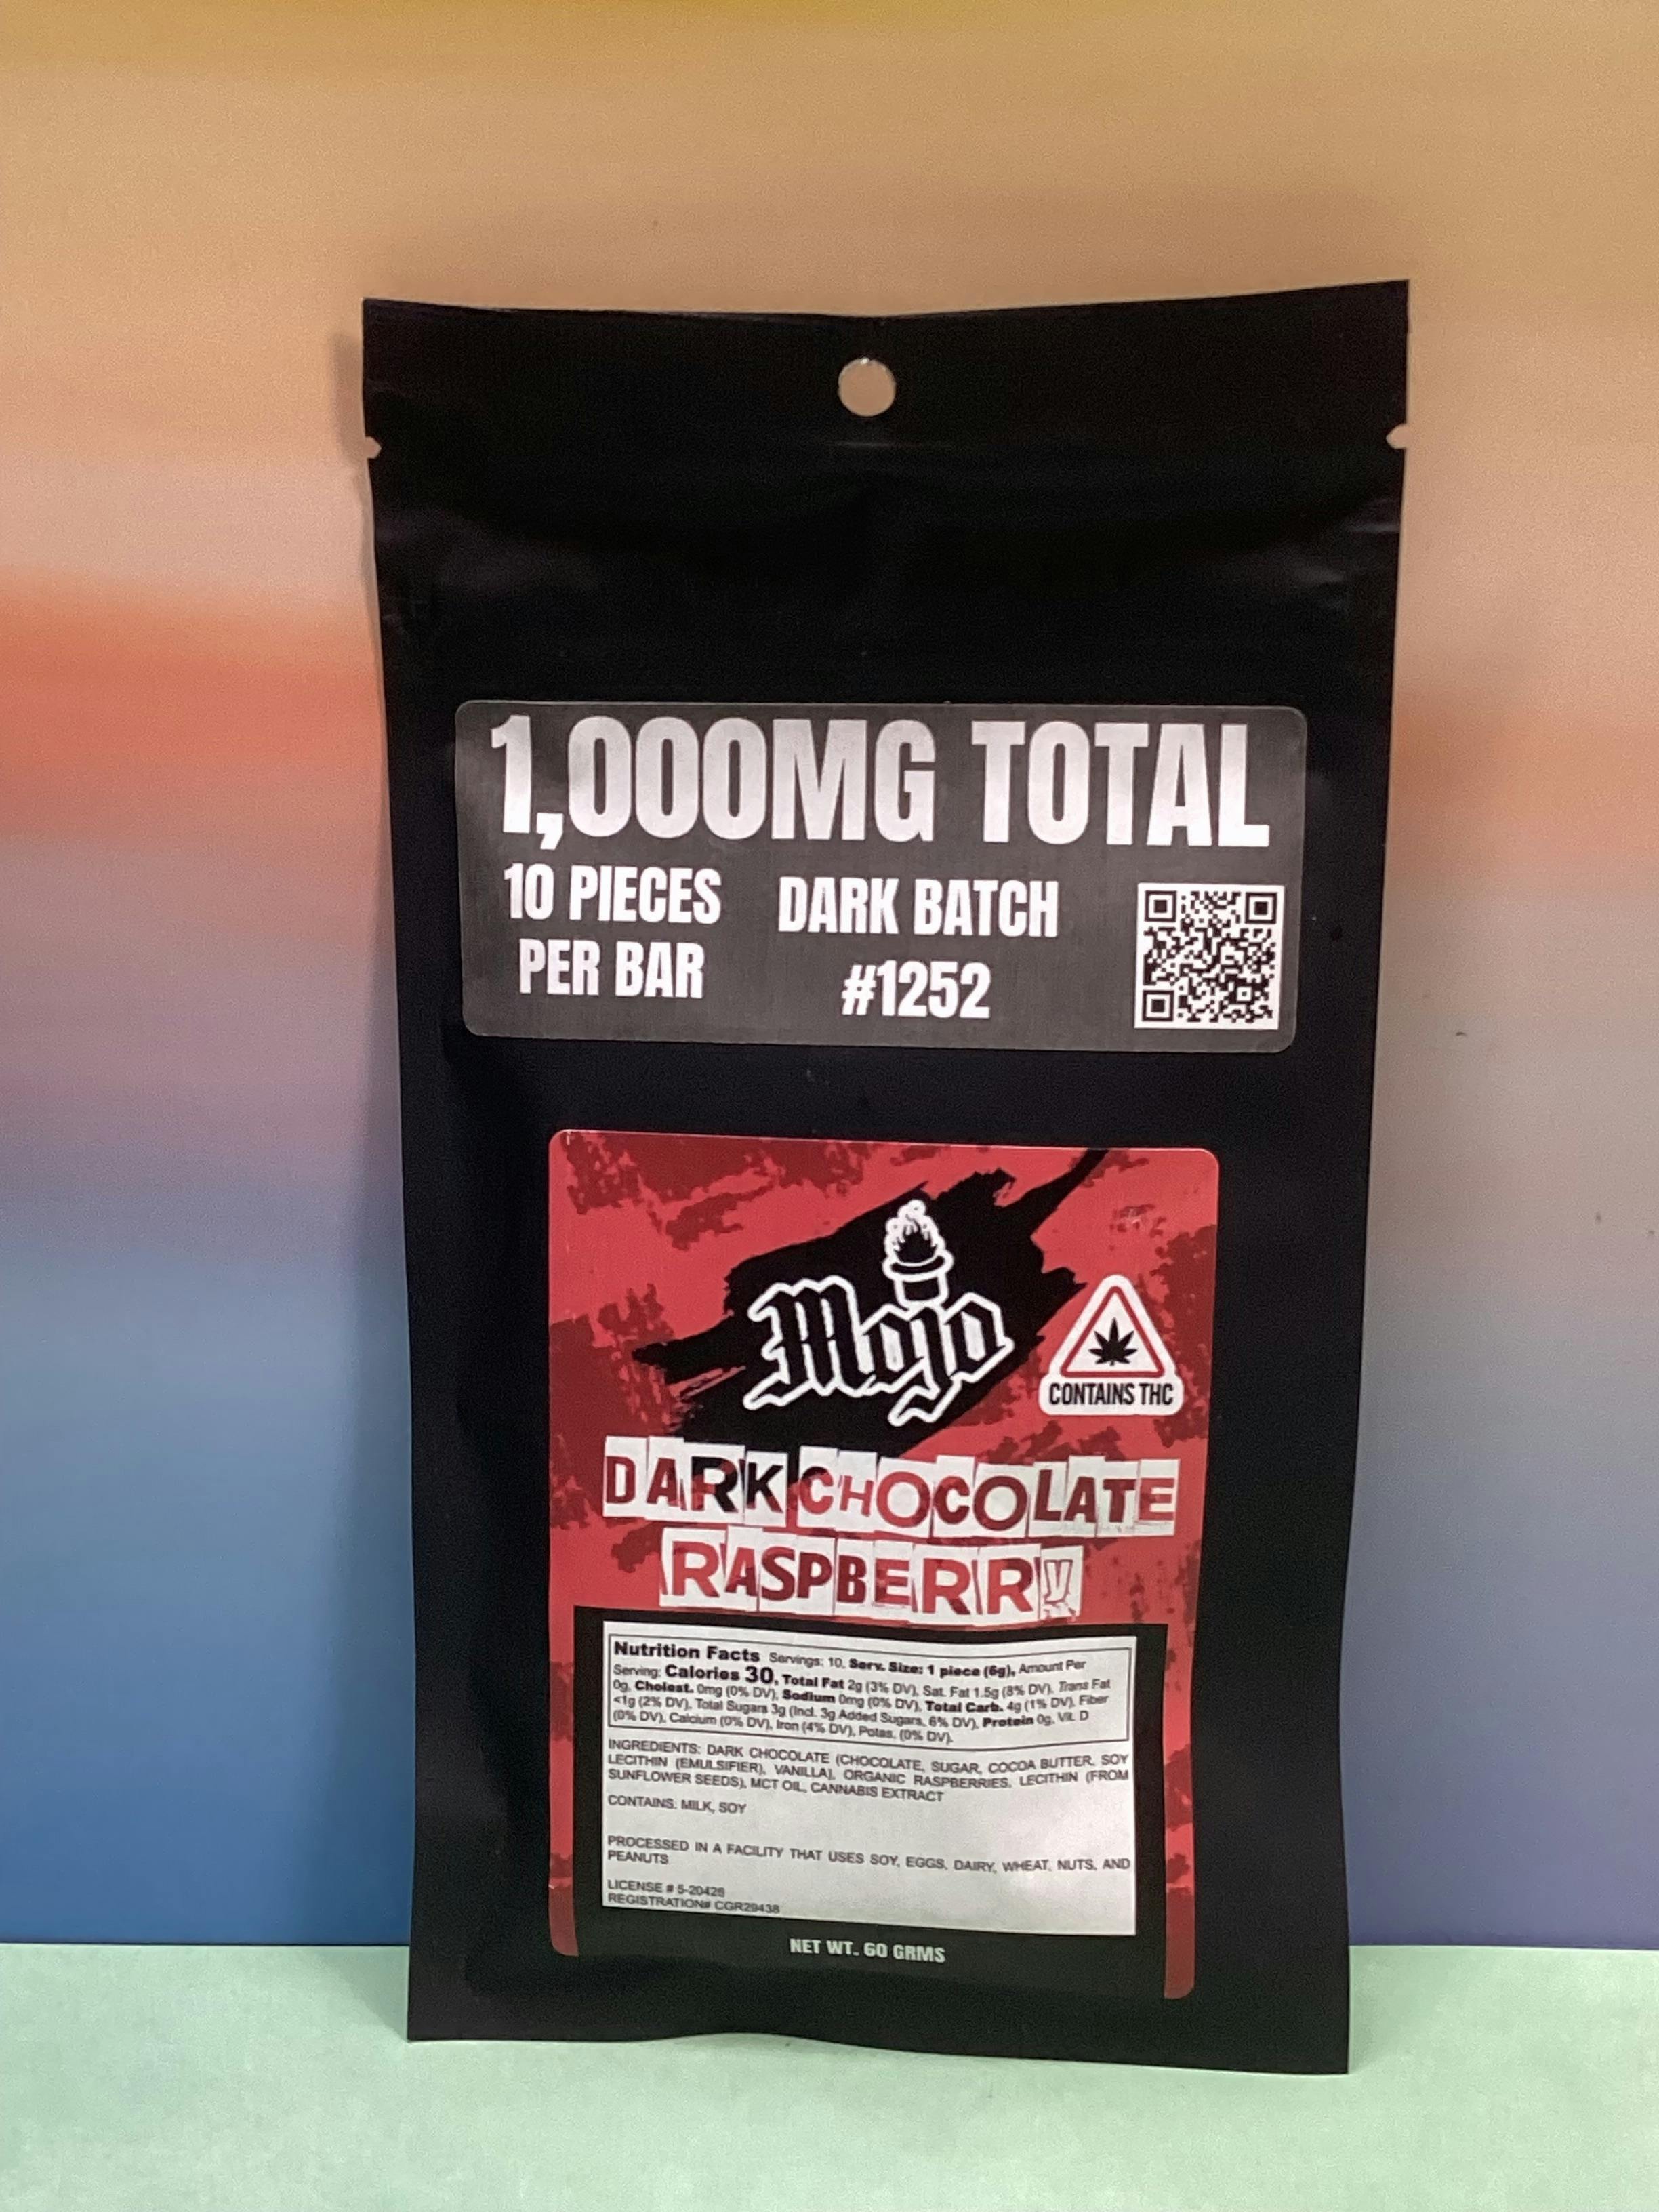 1,000MG TOTAL
10 PIECES
PER BAR
DARK BATCH
#1252
Mojo
CONTAINS THC
DARK CHOCOLATE
RASPBERRY
Nutrition Facts Servings: 10, Serv. Size: 1 piece (6g), Amount Per
Serving: Calories 30, Total Fat 2g (3% DV), Sat. Fat 1.5g (8% DV), Trans Fat
0g, Cholest. 0mg (0% DV), Sodium 0mg (0% DV), Total Carb. 4g (1% DV), Fiber
<1g (2% DV), Total Sugars 3g (Incl. 3g Added Sugars, 6% DV), Protein 0g, Vit. D
(0% DV), Calcium (0% DV), Iron (4% DV), Potas. (0% DV).
INGREDIENTS: DARK CHOCOLATE (CHOCOLATE, SUGAR, COCOA BUTTER, SOY
LECITHIN (EMULSIFIER), VANILLA), ORGANIC RASPBERRIES, LECITHIN (FROM
SUNFLOWER SEEDS), MCT OIL, CANNABIS EXTRACT
CONTAINS: MILK, SOY
PROCESSED IN A FACILITY THAT USES SOY, EGGS, DAIRY, WHEAT, NUTS, AND
PEANUTS
LICENSE # 5-20428
REGISTRATION# CGR29438
NET WT. 60 GRMS